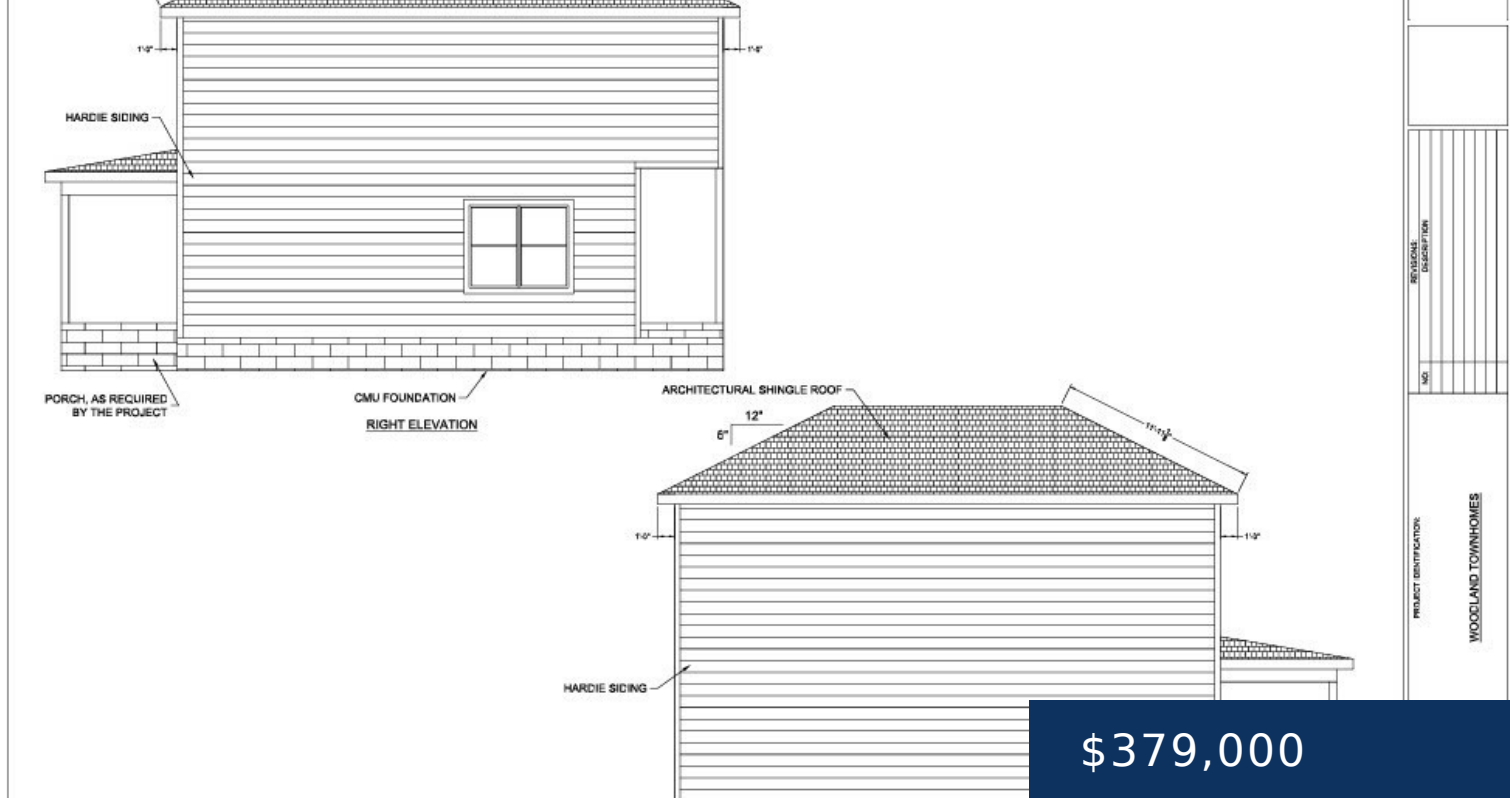 1'-0"
1'-0"
HARDIE SIDING
PORCH, AS REQUIRED
BY THE PROJECT
CMU FOUNDATION
RIGHT ELEVATION
ARCHITECTURAL SHINGLE ROOF
12"
6"
1'-0"
1'-0"
HARDIE SIDING
REVISIONS:
DESCRIPTION
NO:
PROJECT IDENTIFICATION:
WOODLAND TOWNHOMES
$379,000